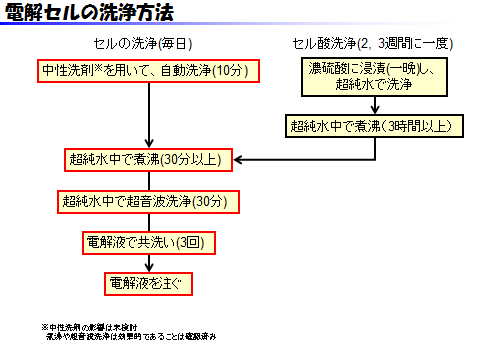 電解セルの洗浄方法
セルの洗浄(毎日)
セル酸洗浄(2, 3週間に一度)
中性洗剤※を用いて、自動洗浄(10分)
濃硫酸に浸漬(一晩)し、
超純水で洗浄
超純水中で煮沸(3時間以上)
超純水中で煮沸(30分以上)
超純水中で超音波洗浄(30分)
電解液で共洗い(3回)
電解液を注ぐ
※中性洗剤の影響は未検討
煮沸や超音波洗浄は効果的であることは確認済み